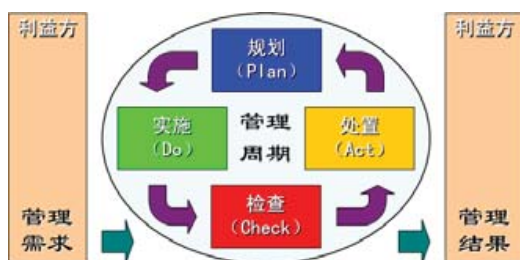 利益方
管理
需求
规划
(Plan)
实施
(Do)
管理
周期
处置
(Act)
检查
(Check)
利益方
管理
结果